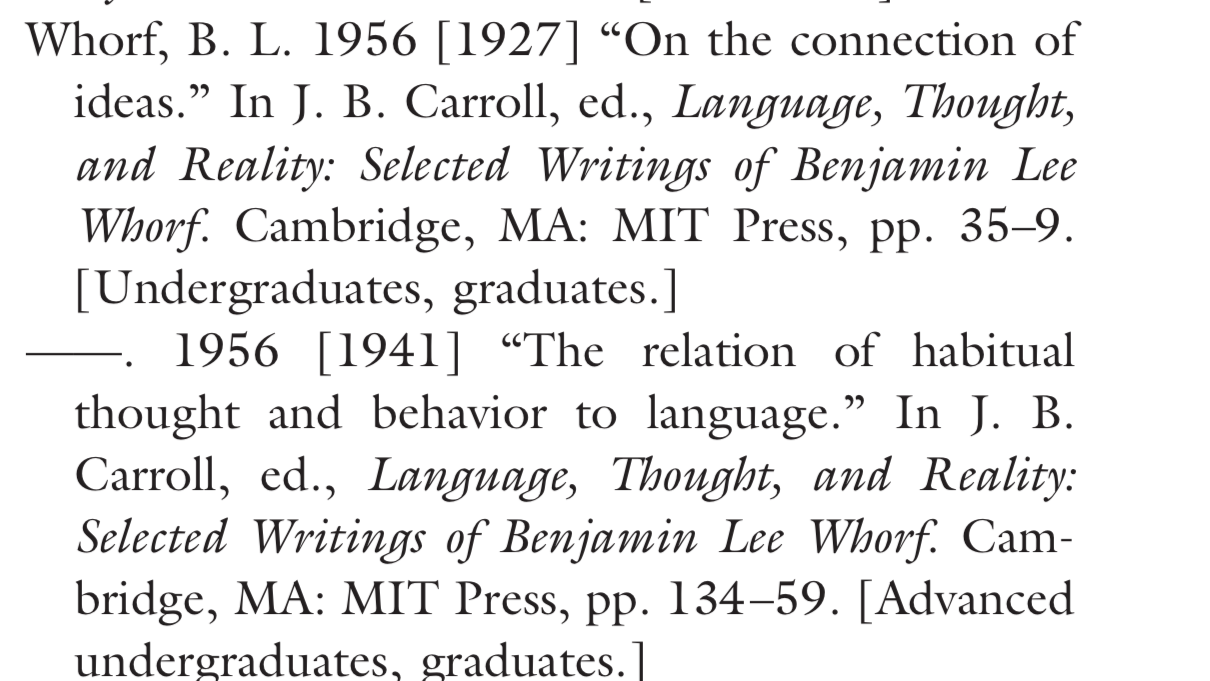 Whorf, B. L. 1956 [1927] “On the connection of
ideas.” In J. B. Carroll, ed., Language, Thought,
and Reality: Selected Writings of Benjamin Lee
Whorf. Cambridge, MA: MIT Press, pp. 35–9.
[Undergraduates, graduates.]
——. 1956 [1941] “The relation of habitual
thought and behavior to language.” In J. B.
Carroll, ed., Language, Thought, and Reality:
Selected Writings of Benjamin Lee Whorf. Cam-
bridge, MA: MIT Press, pp. 134–59. [Advanced
undergraduates, graduates.]